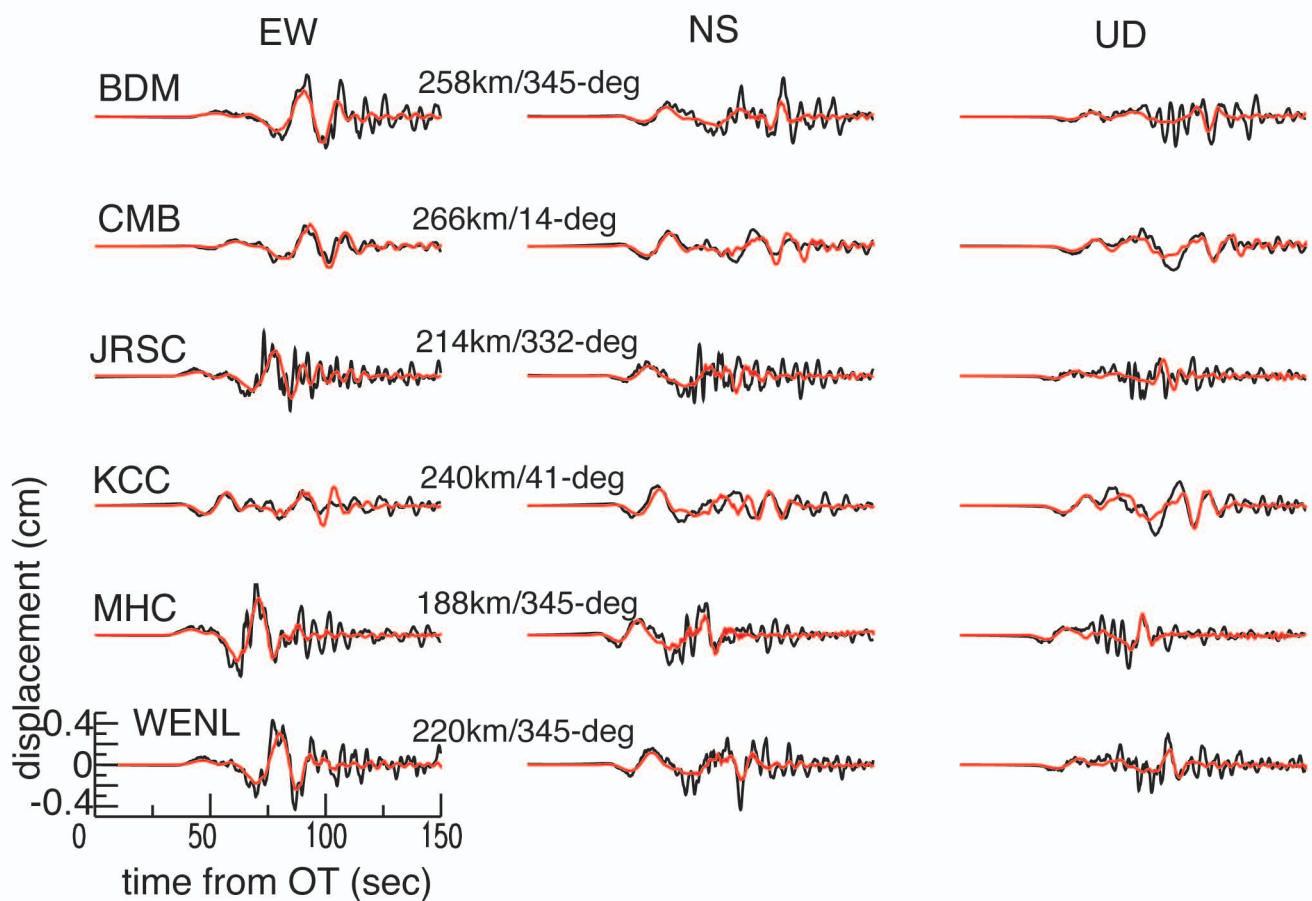 EW NS UD
BDM 258km/345-deg
CMB 266km/14-deg
JRSC 214km/332-deg
KCC 240km/41-deg
MHC 188km/345-deg
WENL 220km/345-deg
displacement (cm)
0.4
0
-0.4
0 50 100 150
time from OT (sec)